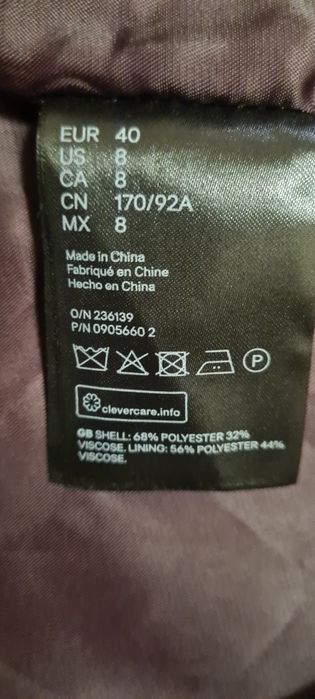 EUR 40
US 8
CA 8
CN 170/92A
MX 8
Made in China
Fabriqué en Chine
Hecho en China
O/N 236139
P/N 0905660 2
P
clevercare.info
GB SHELL: 68% POLYESTER 32%
VISCOSE. LINING: 56% POLYESTER 44%
VISCOSE.